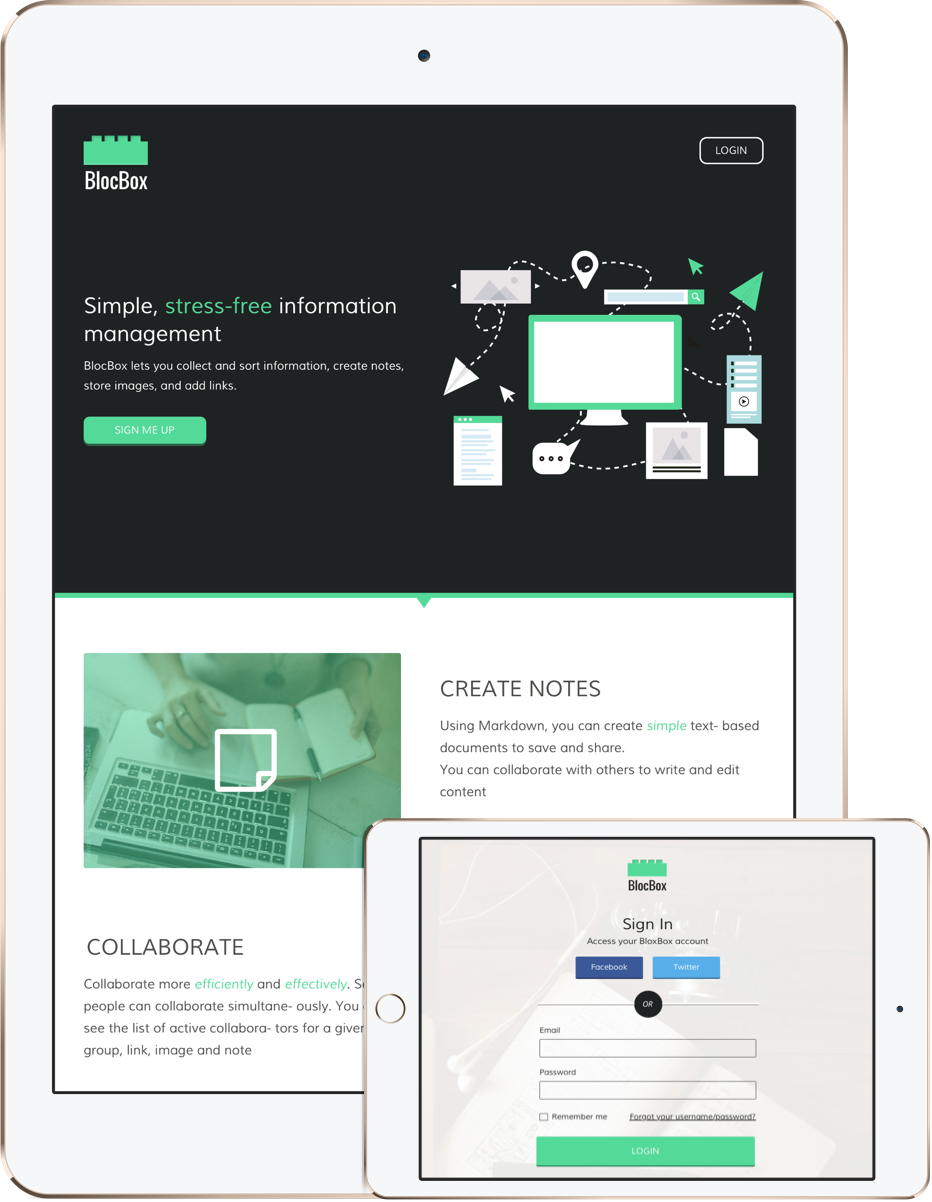 BlocBox
LOGIN
Simple, stress-free information
management
BlocBox lets you collect and sort information, create notes,
store images, and add links.
SIGN ME UP
CREATE NOTES
Using Markdown, you can create simple text- based
documents to save and share.
You can collaborate with others to write and edit
content
COLLABORATE
Collaborate more efficiently and effectively.
people can collaborate simultane- ously. You
see the list of active collabora- tors for a given
group, link, image and note
BlocBox
Sign In
Access your BloxBox account
Facebook
Twitter
OR
Email
Password
Remember me
Forgot your username/password?
LOGIN